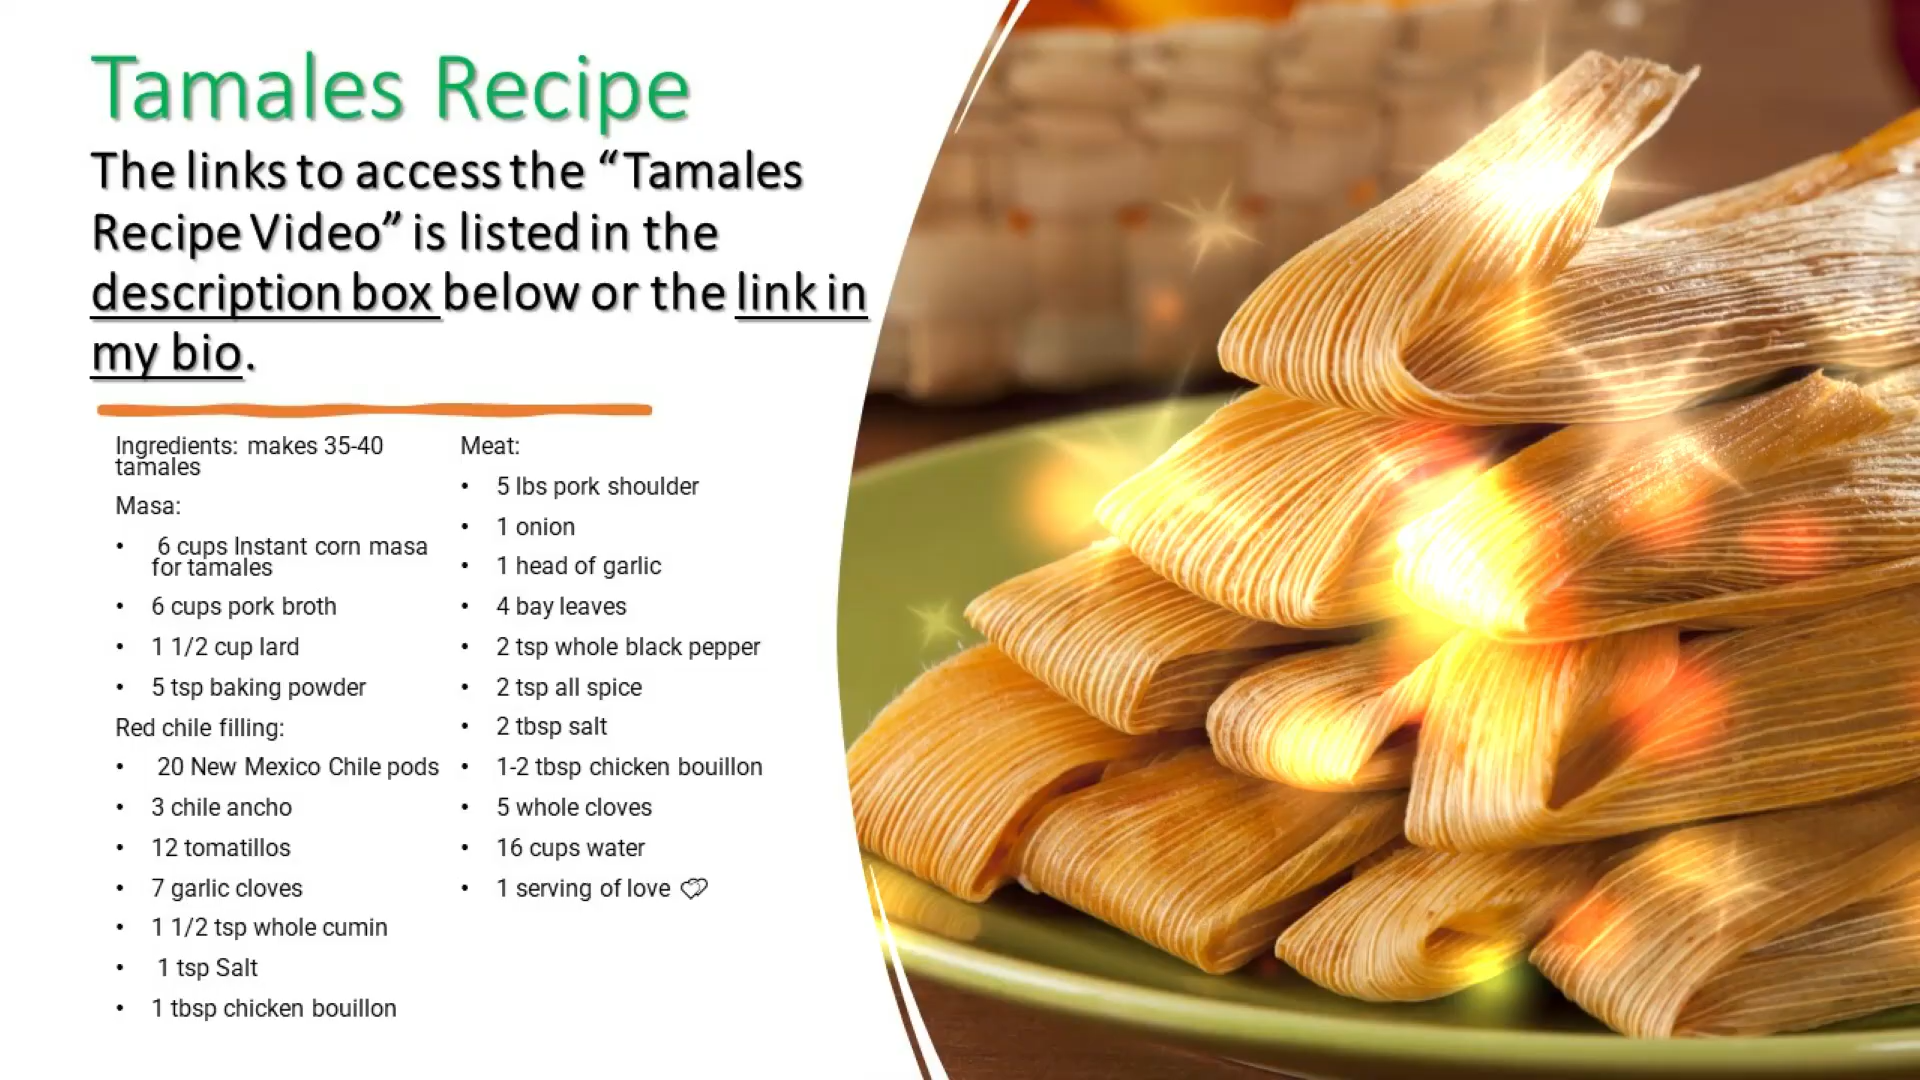 Tamales Recipe
The links to access the “Tamales
Recipe Video” is listed in the
description box below or the link in
my bio.
Ingredients: makes 35-40
tamales
Masa:
• 6 cups Instant corn masa
for tamales
• 6 cups pork broth
• 1 1/2 cup lard
• 5 tsp baking powder
Red chile filling:
• 20 New Mexico Chile pods
• 3 chile ancho
• 12 tomatillos
• 7 garlic cloves
• 1 1/2 tsp whole cumin
• 1 tsp Salt
• 1 tbsp chicken bouillon
Meat:
• 5 lbs pork shoulder
• 1 onion
• 1 head of garlic
• 4 bay leaves
• 2 tsp whole black pepper
• 2 tsp all spice
• 2 tbsp salt
• 1-2 tbsp chicken bouillon
• 5 whole cloves
• 16 cups water
• 1 serving of love 💕